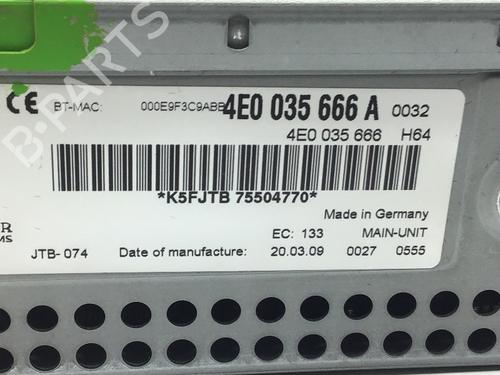 B-PARTS
CE BT-MAC: 000E9F3C9ABB 4E0 035 666 A 0032
4E0 035 666 H64
*K5FJTB 75504770*
Made in Germany
EC: 133 MAIN-UNIT
JTB-074 Date of manufacture: 20.03.09 0027 0555